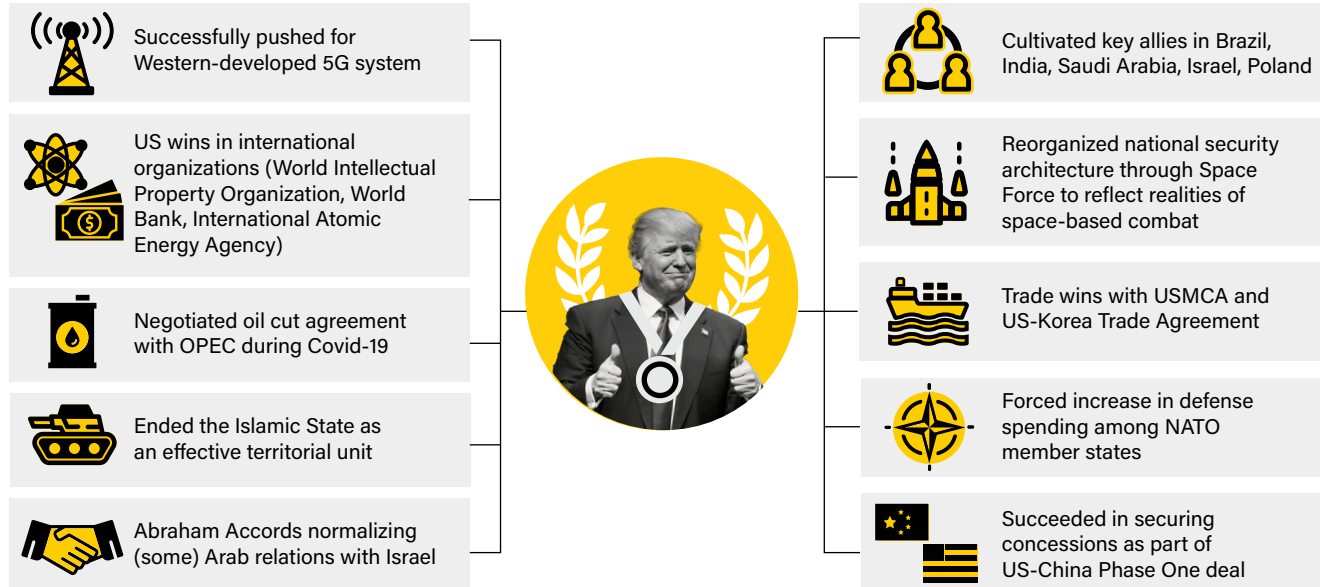 Successfully pushed for
Western-developed 5G system
US wins in international
organizations (World Intellectual
Property Organization, World
Bank, International Atomic
Energy Agency)
Negotiated oil cut agreement
with OPEC during Covid-19
Ended the Islamic State as
an effective territorial unit
Abraham Accords normalizing
(some) Arab relations with Israel
Cultivated key allies in Brazil,
India, Saudi Arabia, Israel, Poland
Reorganized national security
architecture through Space
Force to reflect realities of
space-based combat
Trade wins with USMCA and
US-Korea Trade Agreement
Forced increase in defense
spending among NATO
member states
Succeeded in securing
concessions as part of
US-China Phase One deal